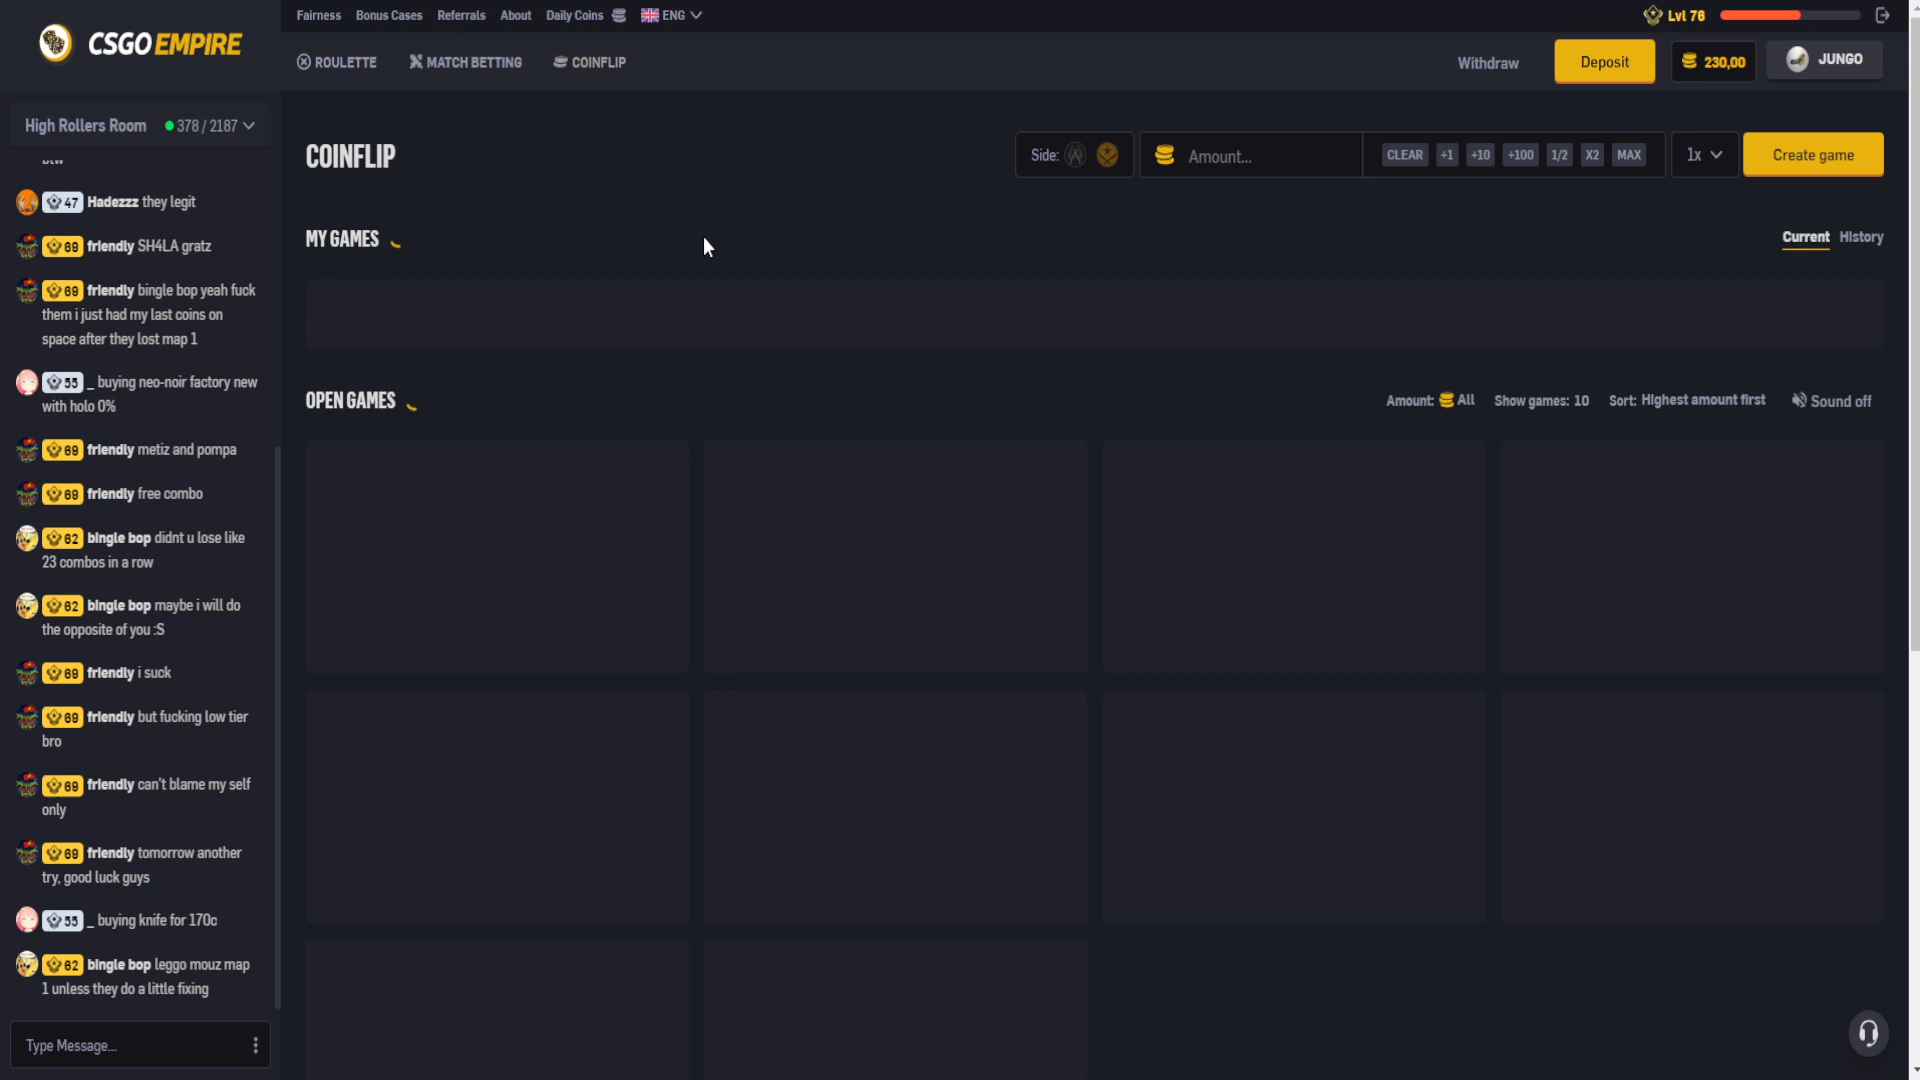 Fairness Bonus Cases Referrals About Daily Coins ENG
Lvl 76
CSGOEMPIRE
ROULETTE MATCH BETTING COINFLIP
Withdraw Deposit 230,00 JUNGO
High Rollers Room 378 / 2187
btw
47 Hadezzz they legit
69 friendly SH4LA gratz
69 friendly bingle bop yeah fuck
them i just had my last coins on
space after they lost map 1
55 _ buying neo-noir factory new
with holo 0%
69 friendly metiz and pompa
69 friendly free combo
62 bingle bop didnt u lose like
23 combos in a row
62 bingle bop maybe i will do
the opposite of you :S
69 friendly i suck
69 friendly but fucking low tier
bro
69 friendly can't blame my self
only
69 friendly tomorrow another
try, good luck guys
55 _ buying knife for 170c
62 bingle bop leggo mouz map
1 unless they do a little fixing
Type Message...
COINFLIP
Side: Amount... CLEAR +1 +10 +100 1/2 X2 MAX 1x Create game
MY GAMES
Current History
OPEN GAMES
Amount: All Show games: 10 Sort: Highest amount first Sound off